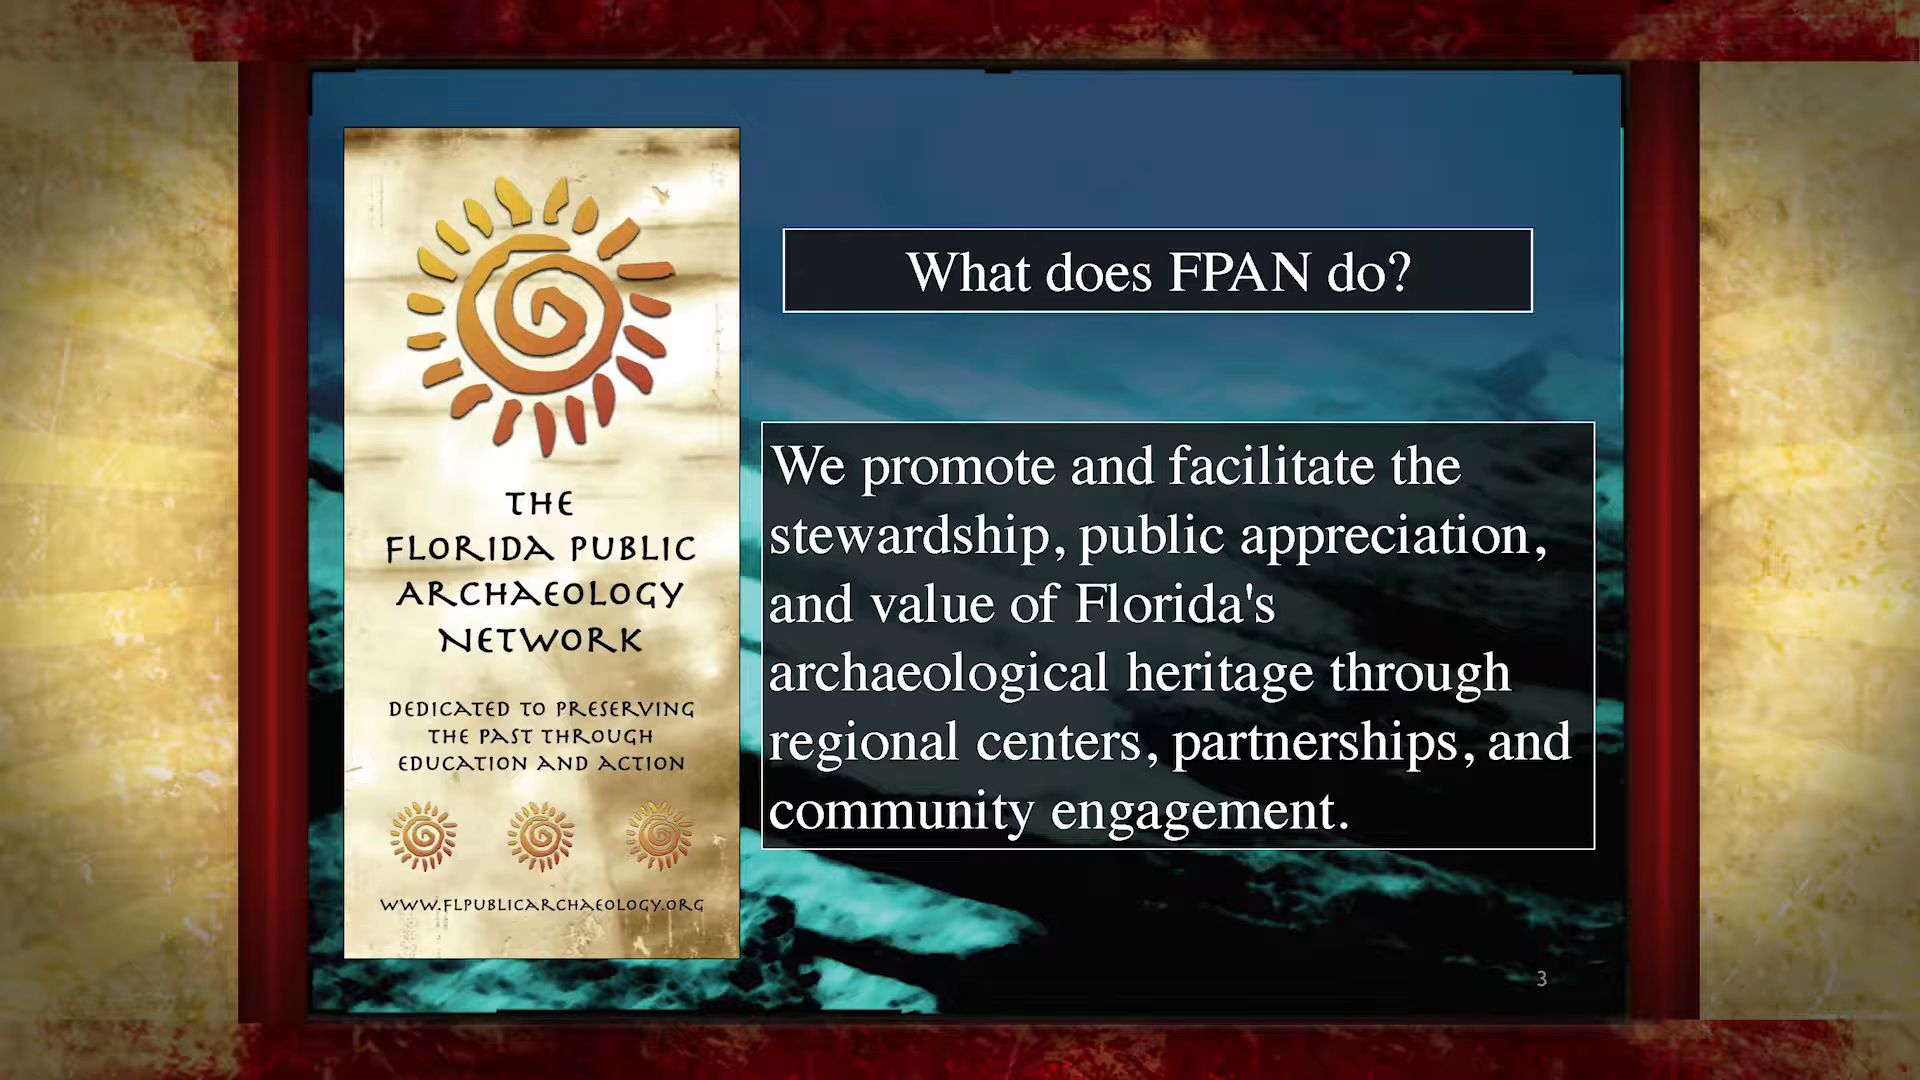 THE
FLORIDA PUBLIC
ARCHAEOLOGY
NETWORK
DEDICATED TO PRESERVING
THE PAST THROUGH
EDUCATION AND ACTION
WWW.FLPUBLICARCHAEOLOGY.ORG
What does FPAN do?
We promote and facilitate the
stewardship, public appreciation,
and value of Florida's
archaeological heritage through
regional centers, partnerships, and
community engagement.
3